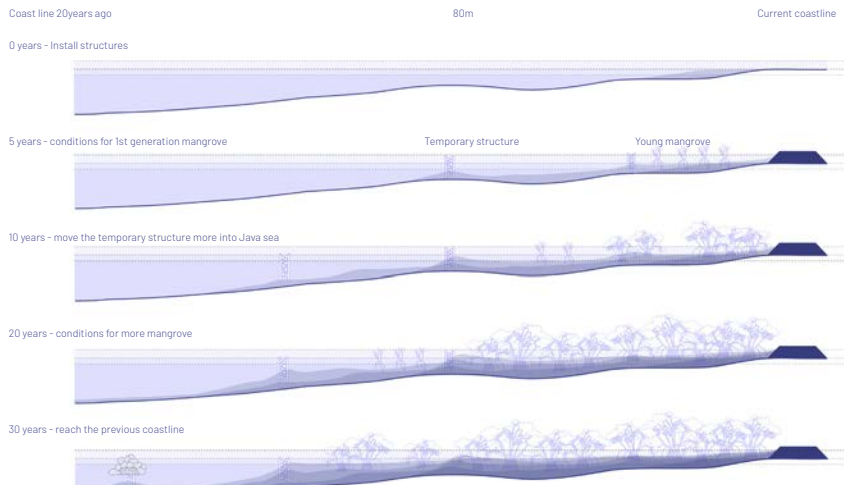 Coast line 20years ago
80m
Current coastline
0 years - Install structures
5 years - conditions for 1st generation mangrove
Temporary structure
Young mangrove
10 years - move the temporary structure more into Java sea
20 years - conditions for more mangrove
30 years - reach the previous coastline